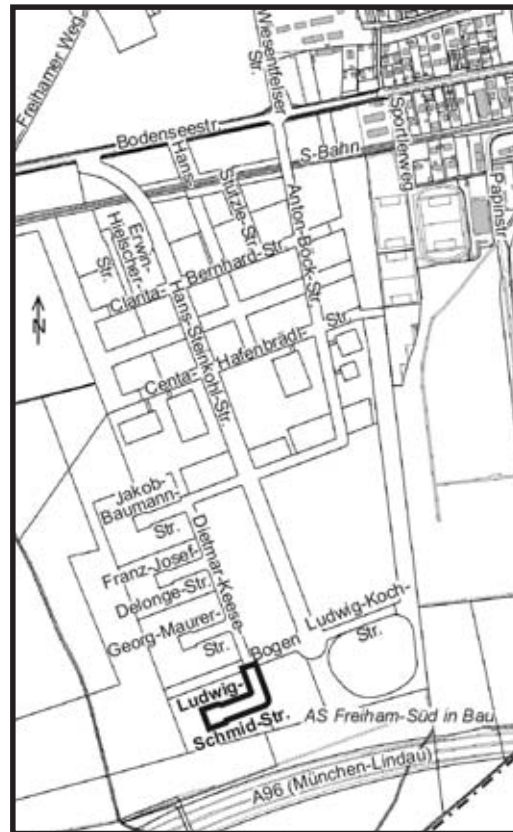 Freihamer Weg
Wiesentfelser
Str.
Bodenseestr.
Hans-
Stützle-Str.
S-Bahn
Sportlerweg
Papinstr.
Anton-Böck-Str.
Erwin-
Hielscher-
Str.
Clarita-
Bernhard-Str.
Hans-Steinkohl-Str.
N
Centa-
Hafenbrädl-
Str.
Jakob-
Baumann-
Str.
Dietmar-Keese-
Bogen
Franz-Josef-
Delonge-Str.
Georg-Maurer-
Str.
Ludwig-Koch-
Str.
Ludwig-
Schmid-Str.
AS Freiham-Süd in Bau
A96 (München-Lindau)